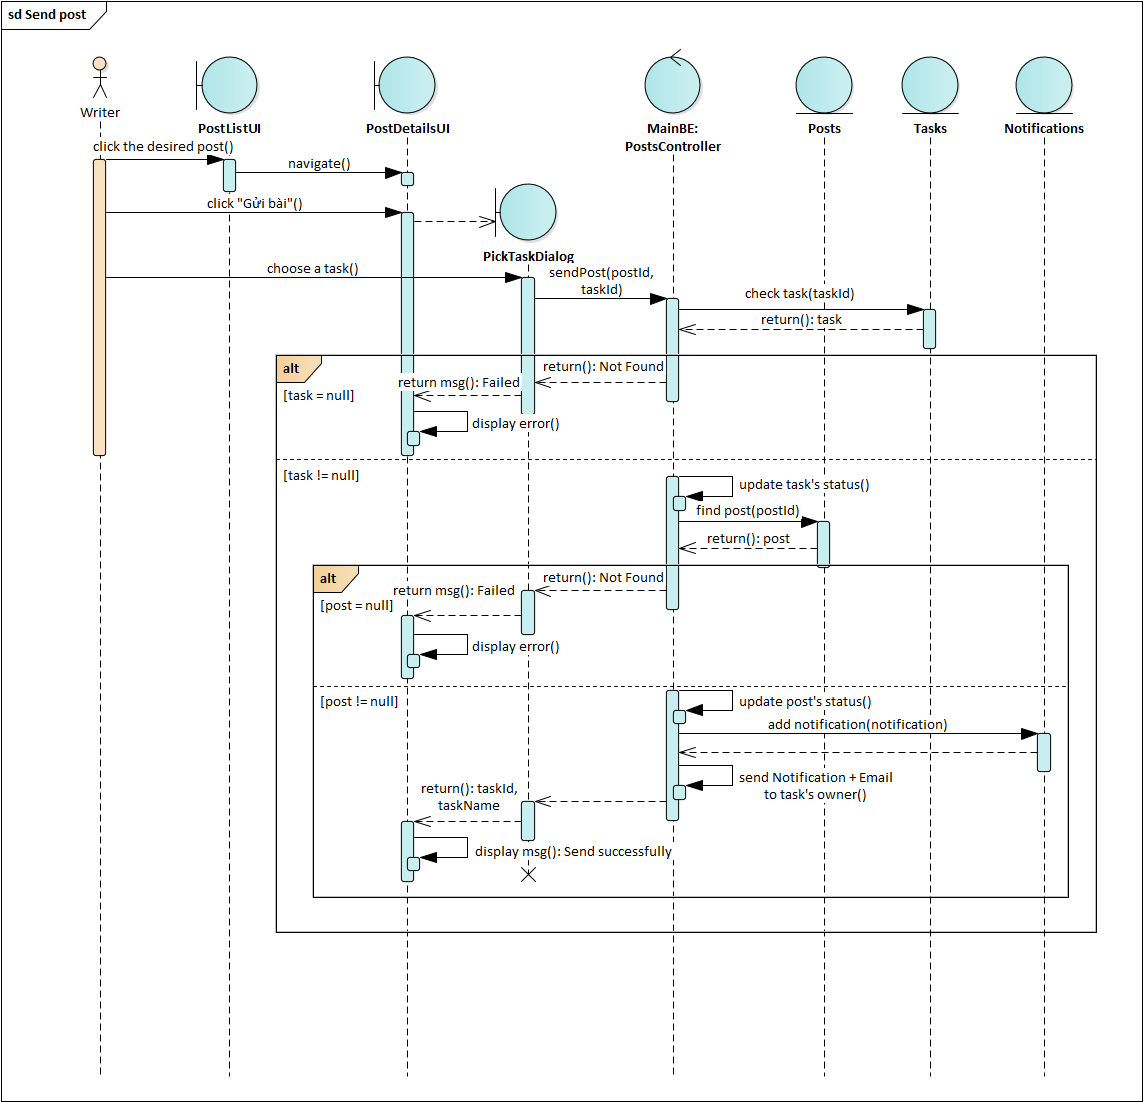 sd Send post
Writer
PostListUI
PostDetailsUI
MainBE:
PostsController
Posts
Tasks
Notifications
click the desired post()
navigate()
click "Gửi bài"()
PickTaskDialog
choose a task()
sendPost(postId,
taskId)
check task(taskId)
return(): task
alt
[task = null]
return(): Not Found
return msg(): Failed
display error()
[task != null]
update task's status()
find post(postId)
return(): post
alt
[post = null]
return(): Not Found
return msg(): Failed
display error()
[post != null]
update post's status()
add notification(notification)
send Notification + Email
to task's owner()
return(): taskId,
taskName
display msg(): Send successfully